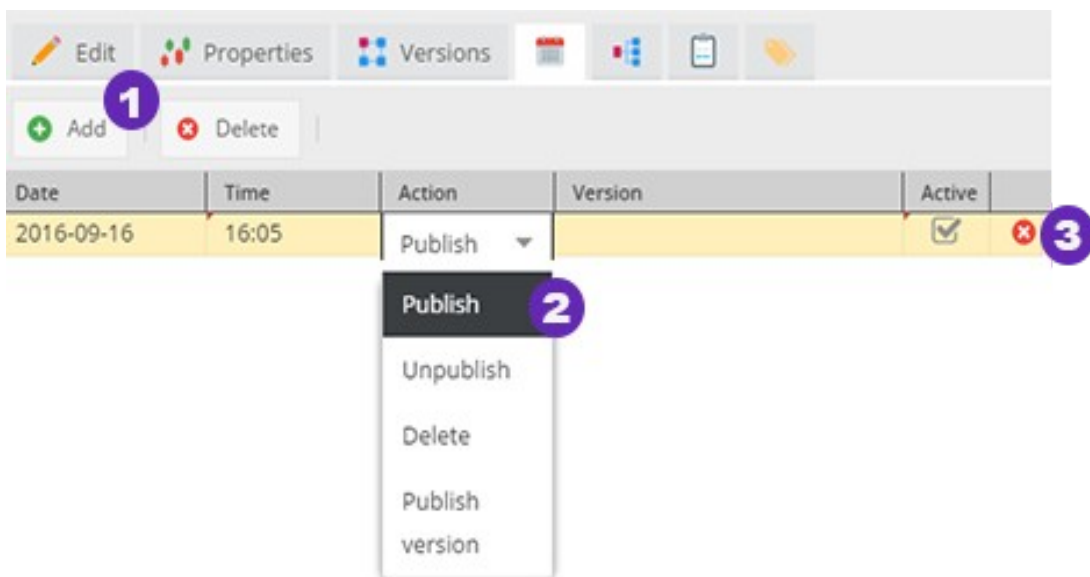 Edit Properties Versions
1
Add Delete
Date Time Action Version Active
2016-09-16 16:05 Publish 3
Publish 2
Unpublish
Delete
Publish
version